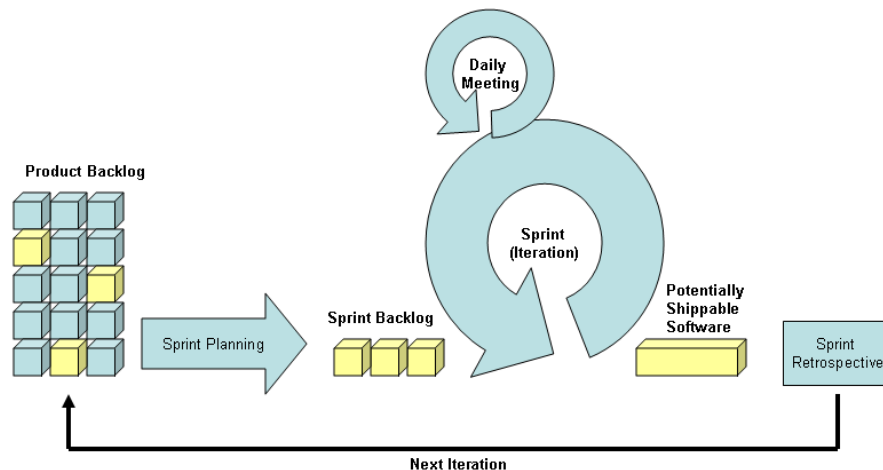 Daily
Meeting
Product Backlog
Sprint
(Iteration)
Potentially
Shippable
Software
Sprint Backlog
Sprint Planning
Sprint
Retrospective
Next Iteration